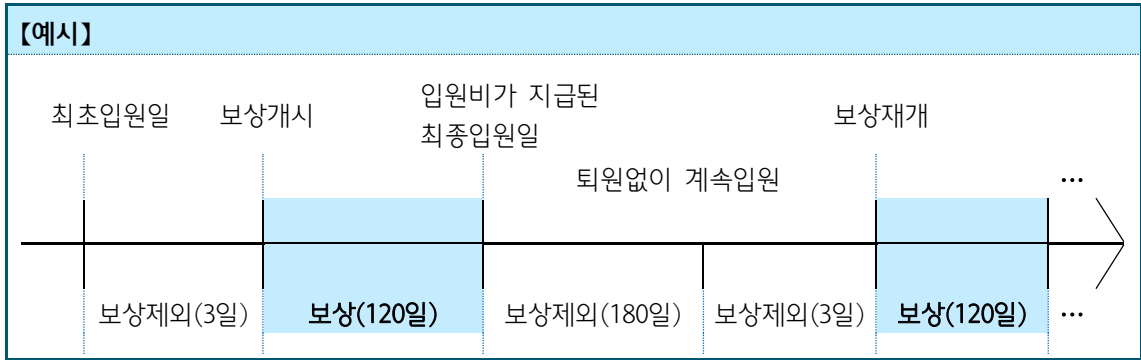 【예시】
최초입원일
보상개시
입원비가 지급된
최종입원일
퇴원없이 계속입원
보상재개
…
보상제외(3일)
보상(120일)
보상제외(180일)
보상제외(3일)
보상(120일)
…